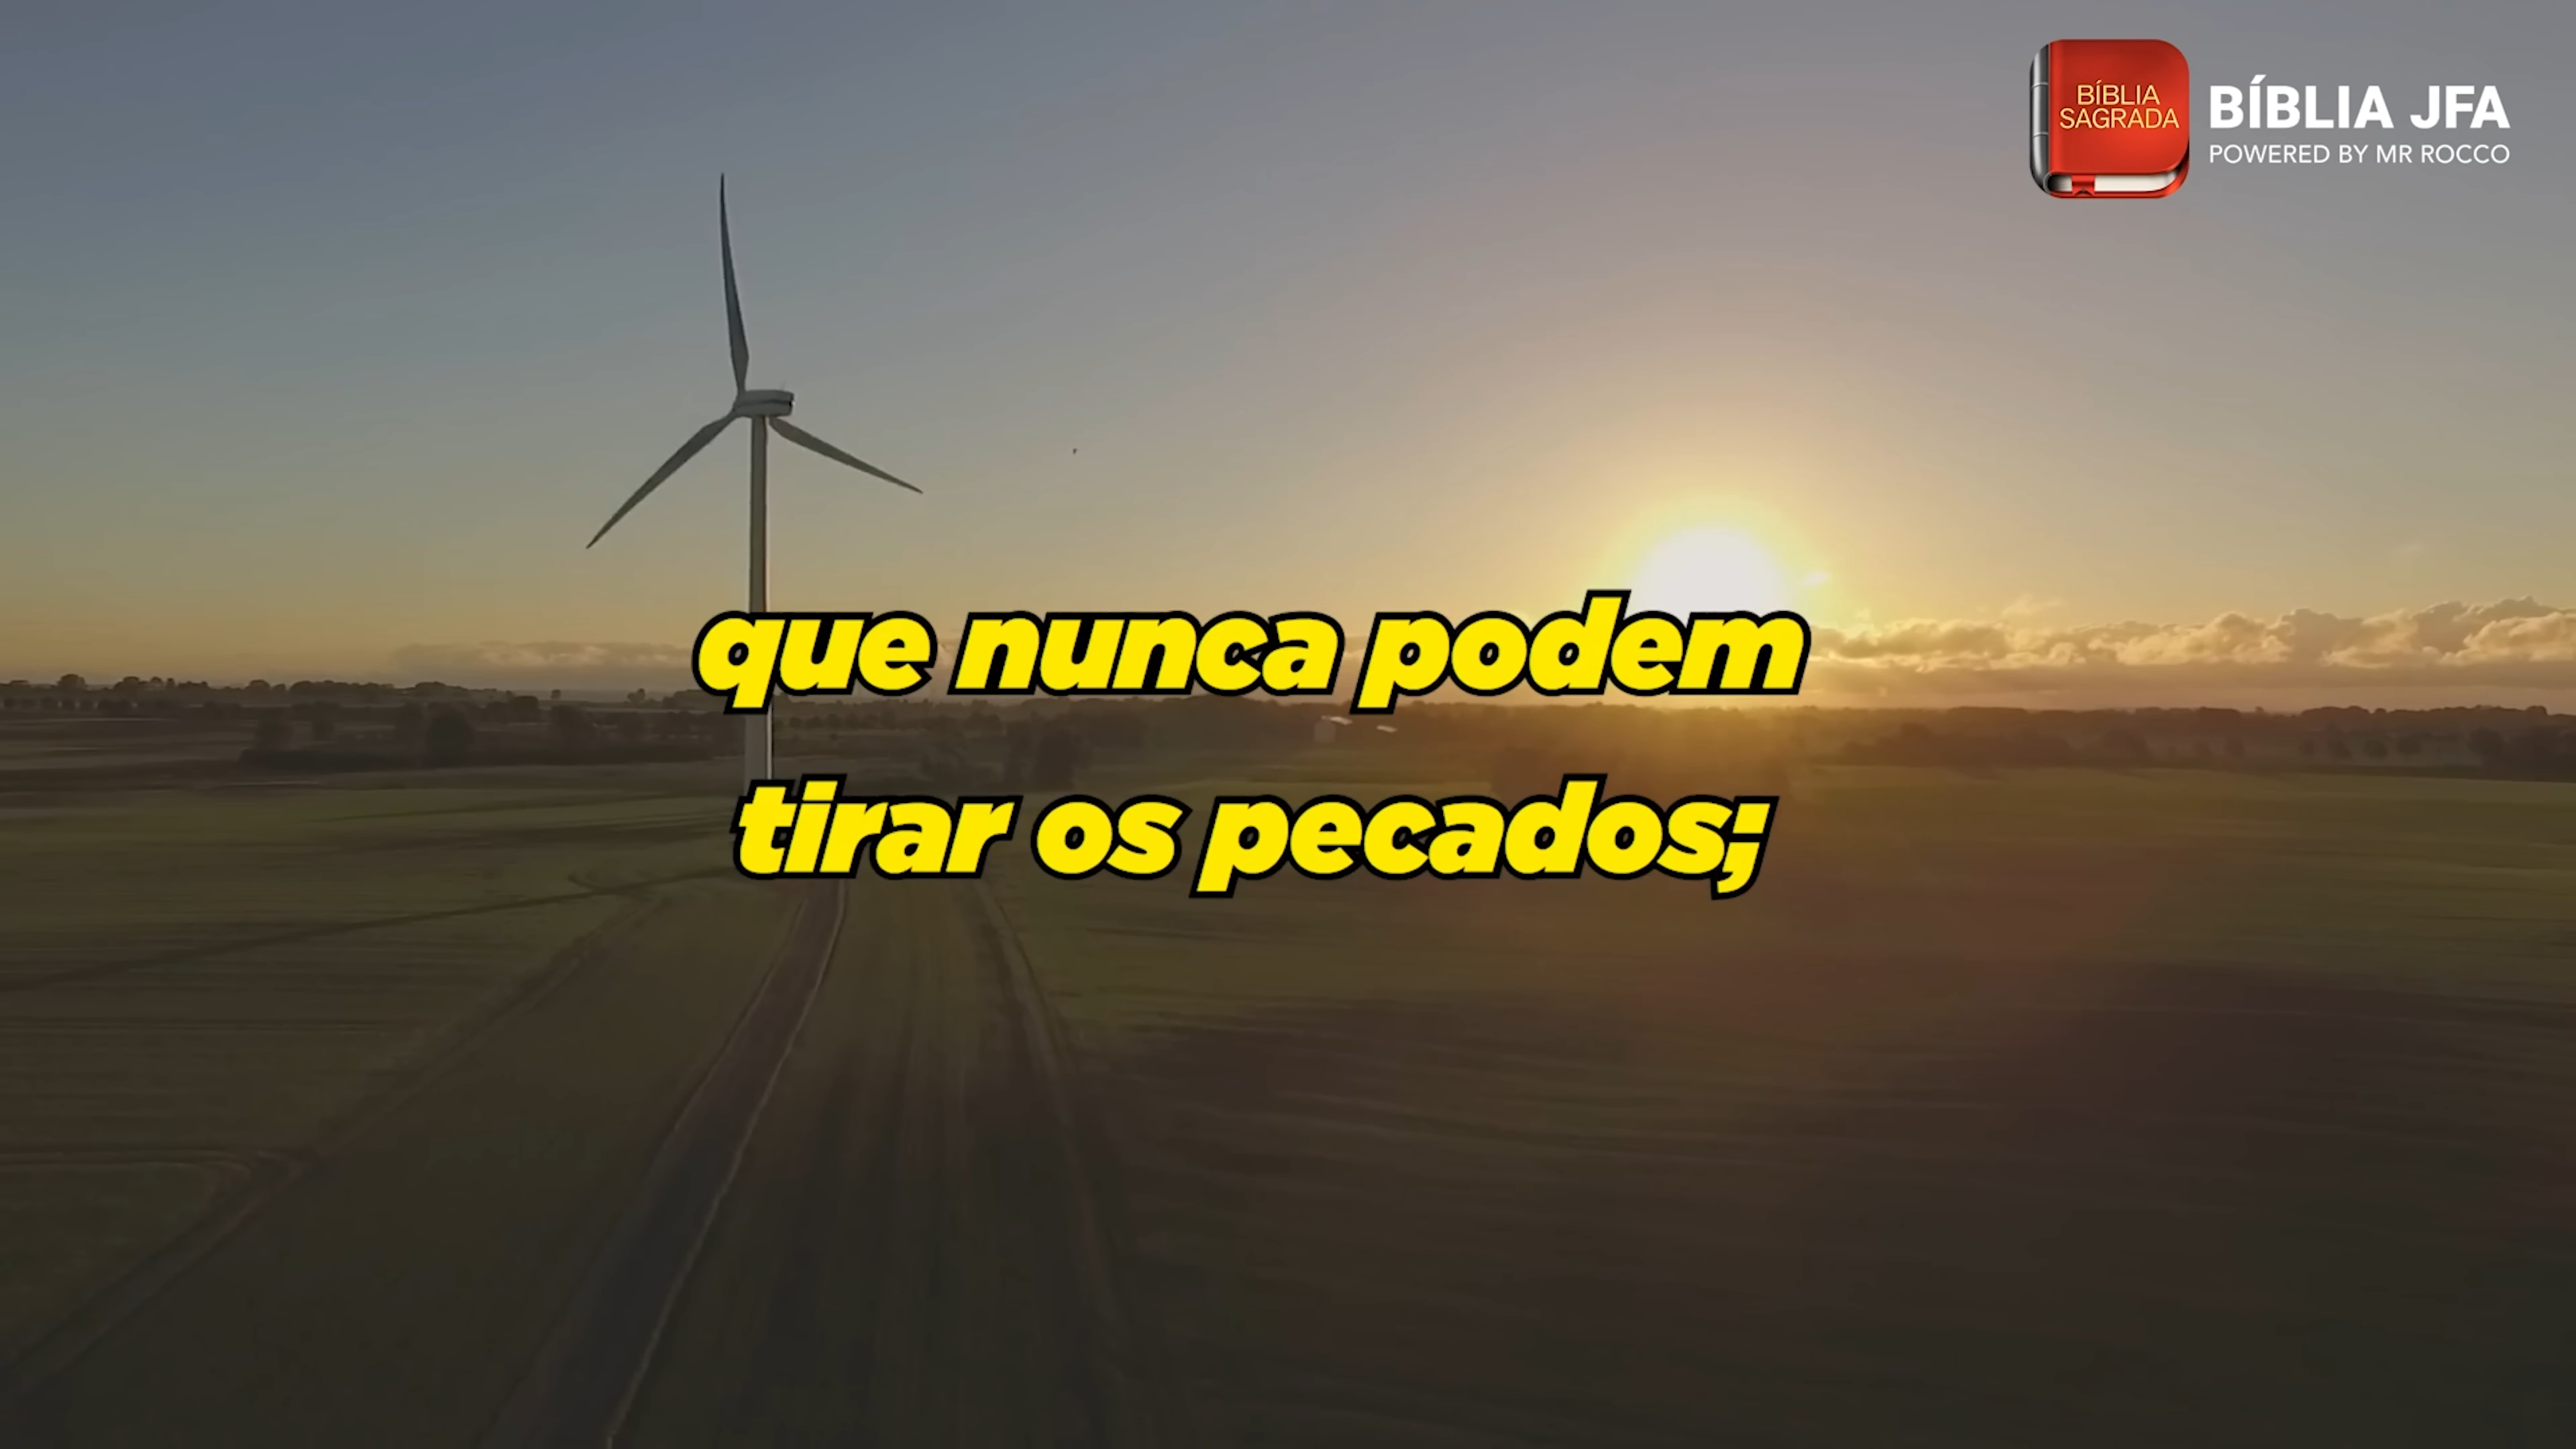 BÍBLIA
SAGRADA
BÍBLIA JFA
POWERED BY MR ROCCO
que nunca podem
tirar os pecados;